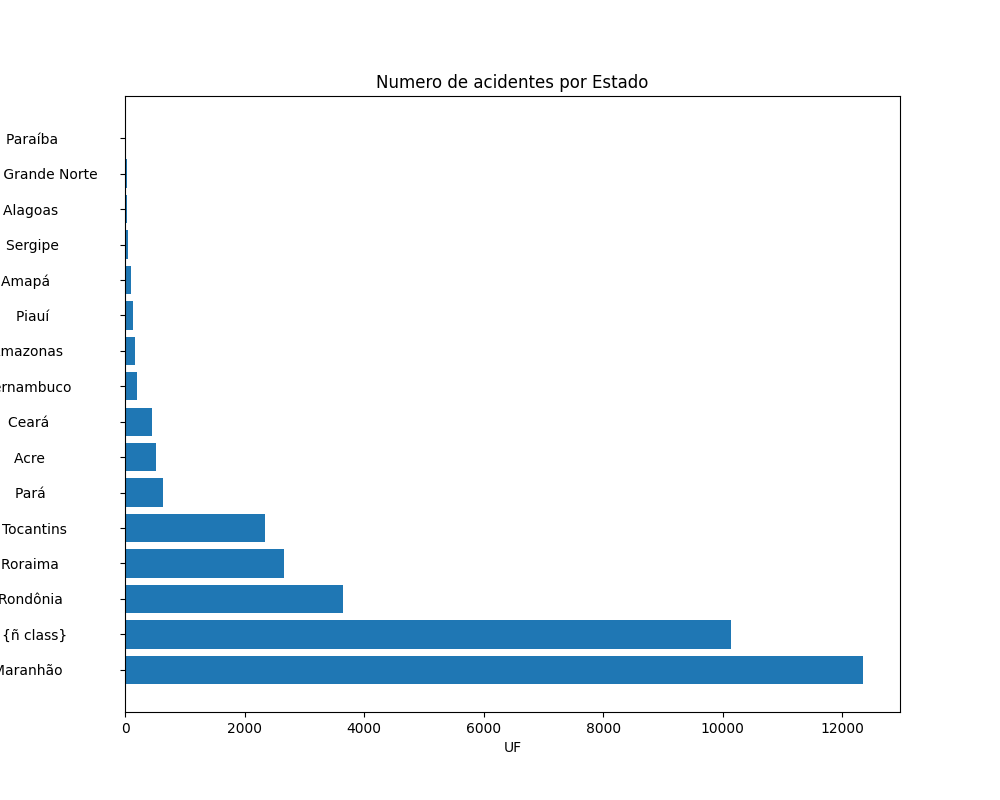 Numero de acidentes por Estado
Paraíba
Grande Norte
Alagoas
Sergipe
Amapá
Piauí
mazonas
ernambuco
Ceará
Acre
Pará
Tocantins
Roraima
Rondônia
{ñ class}
Maranhão
0 2000 4000 6000 8000 10000 12000
UF